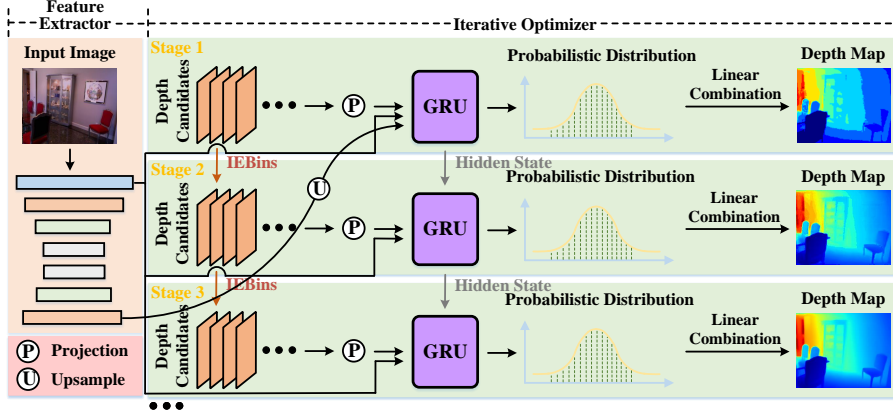 Feature
Extractor
Iterative Optimizer
Input Image
Stage 1
Depth
Candidates
P
GRU
Probabilistic Distribution
Linear
Combination
Depth Map
IEBins
Hidden State
U
Stage 2
Depth
Candidates
P
GRU
Probabilistic Distribution
Linear
Combination
Depth Map
IEBins
Hidden State
Stage 3
Depth
Candidates
P
GRU
Probabilistic Distribution
Linear
Combination
Depth Map
P Projection
U Upsample